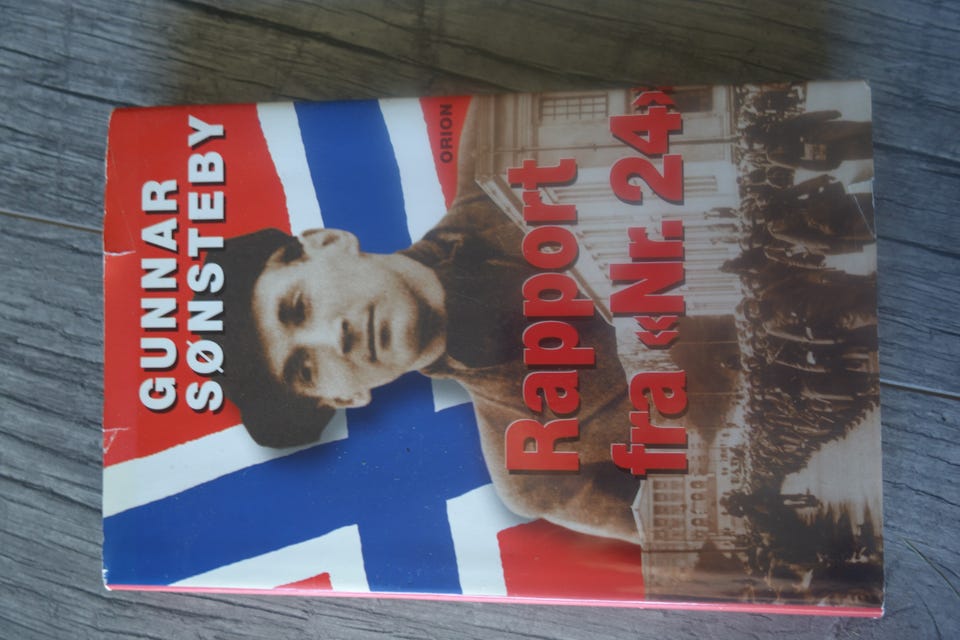 GUNNAR
SØNSTEBY
ORION
Rapport
fra «Nr. 24»